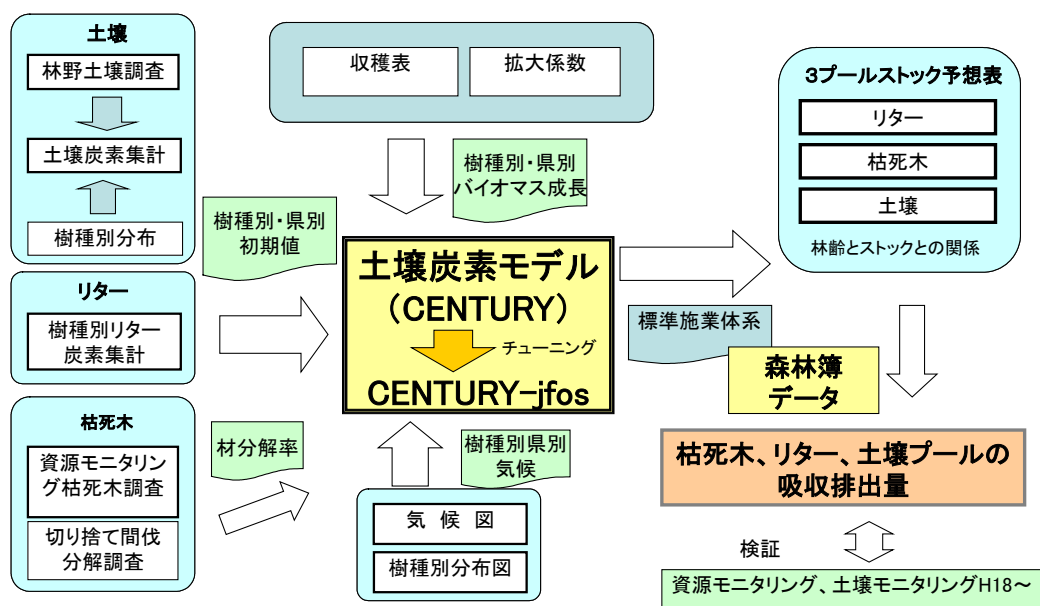 土壌
林野土壌調査
土壌炭素集計
樹種別分布
リター
樹種別リター
炭素集計
枯死木
資源モニタリン
グ枯死木調査
切り捨て間伐
分解調査
収穫表
拡大係数
樹種別・県別
バイオマス成長
樹種別・県別
初期値
材分解率
土壌炭素モデル
(CENTURY)
チューニング
CENTURY-jfos
樹種別県別
気候
気 候 図
樹種別分布図
3プールストック予想表
リター
枯死木
土壌
林齢とストックとの関係
標準施業体系
森林簿
データ
枯死木、リター、土壌プールの
吸収排出量
検証
資源モニタリング、土壌モニタリングH18～